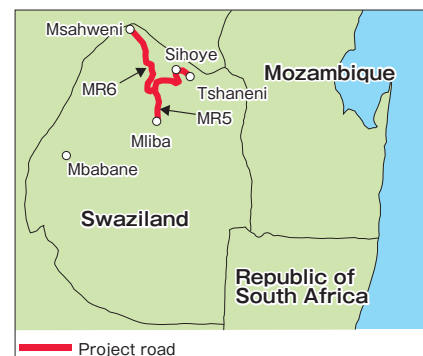 Msahweni
Sihoye
Mozambique
MR6
Tshaneni
MR5
Mliba
Mbabane
Swaziland
Republic of
South Africa
Project road